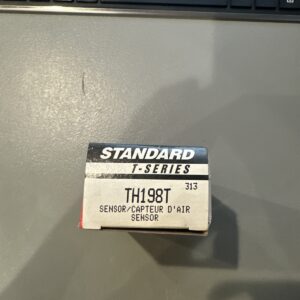 STANDARD
T-SERIES
313
TH198T
SENSOR/CAPTEUR D'AIR
SENSOR